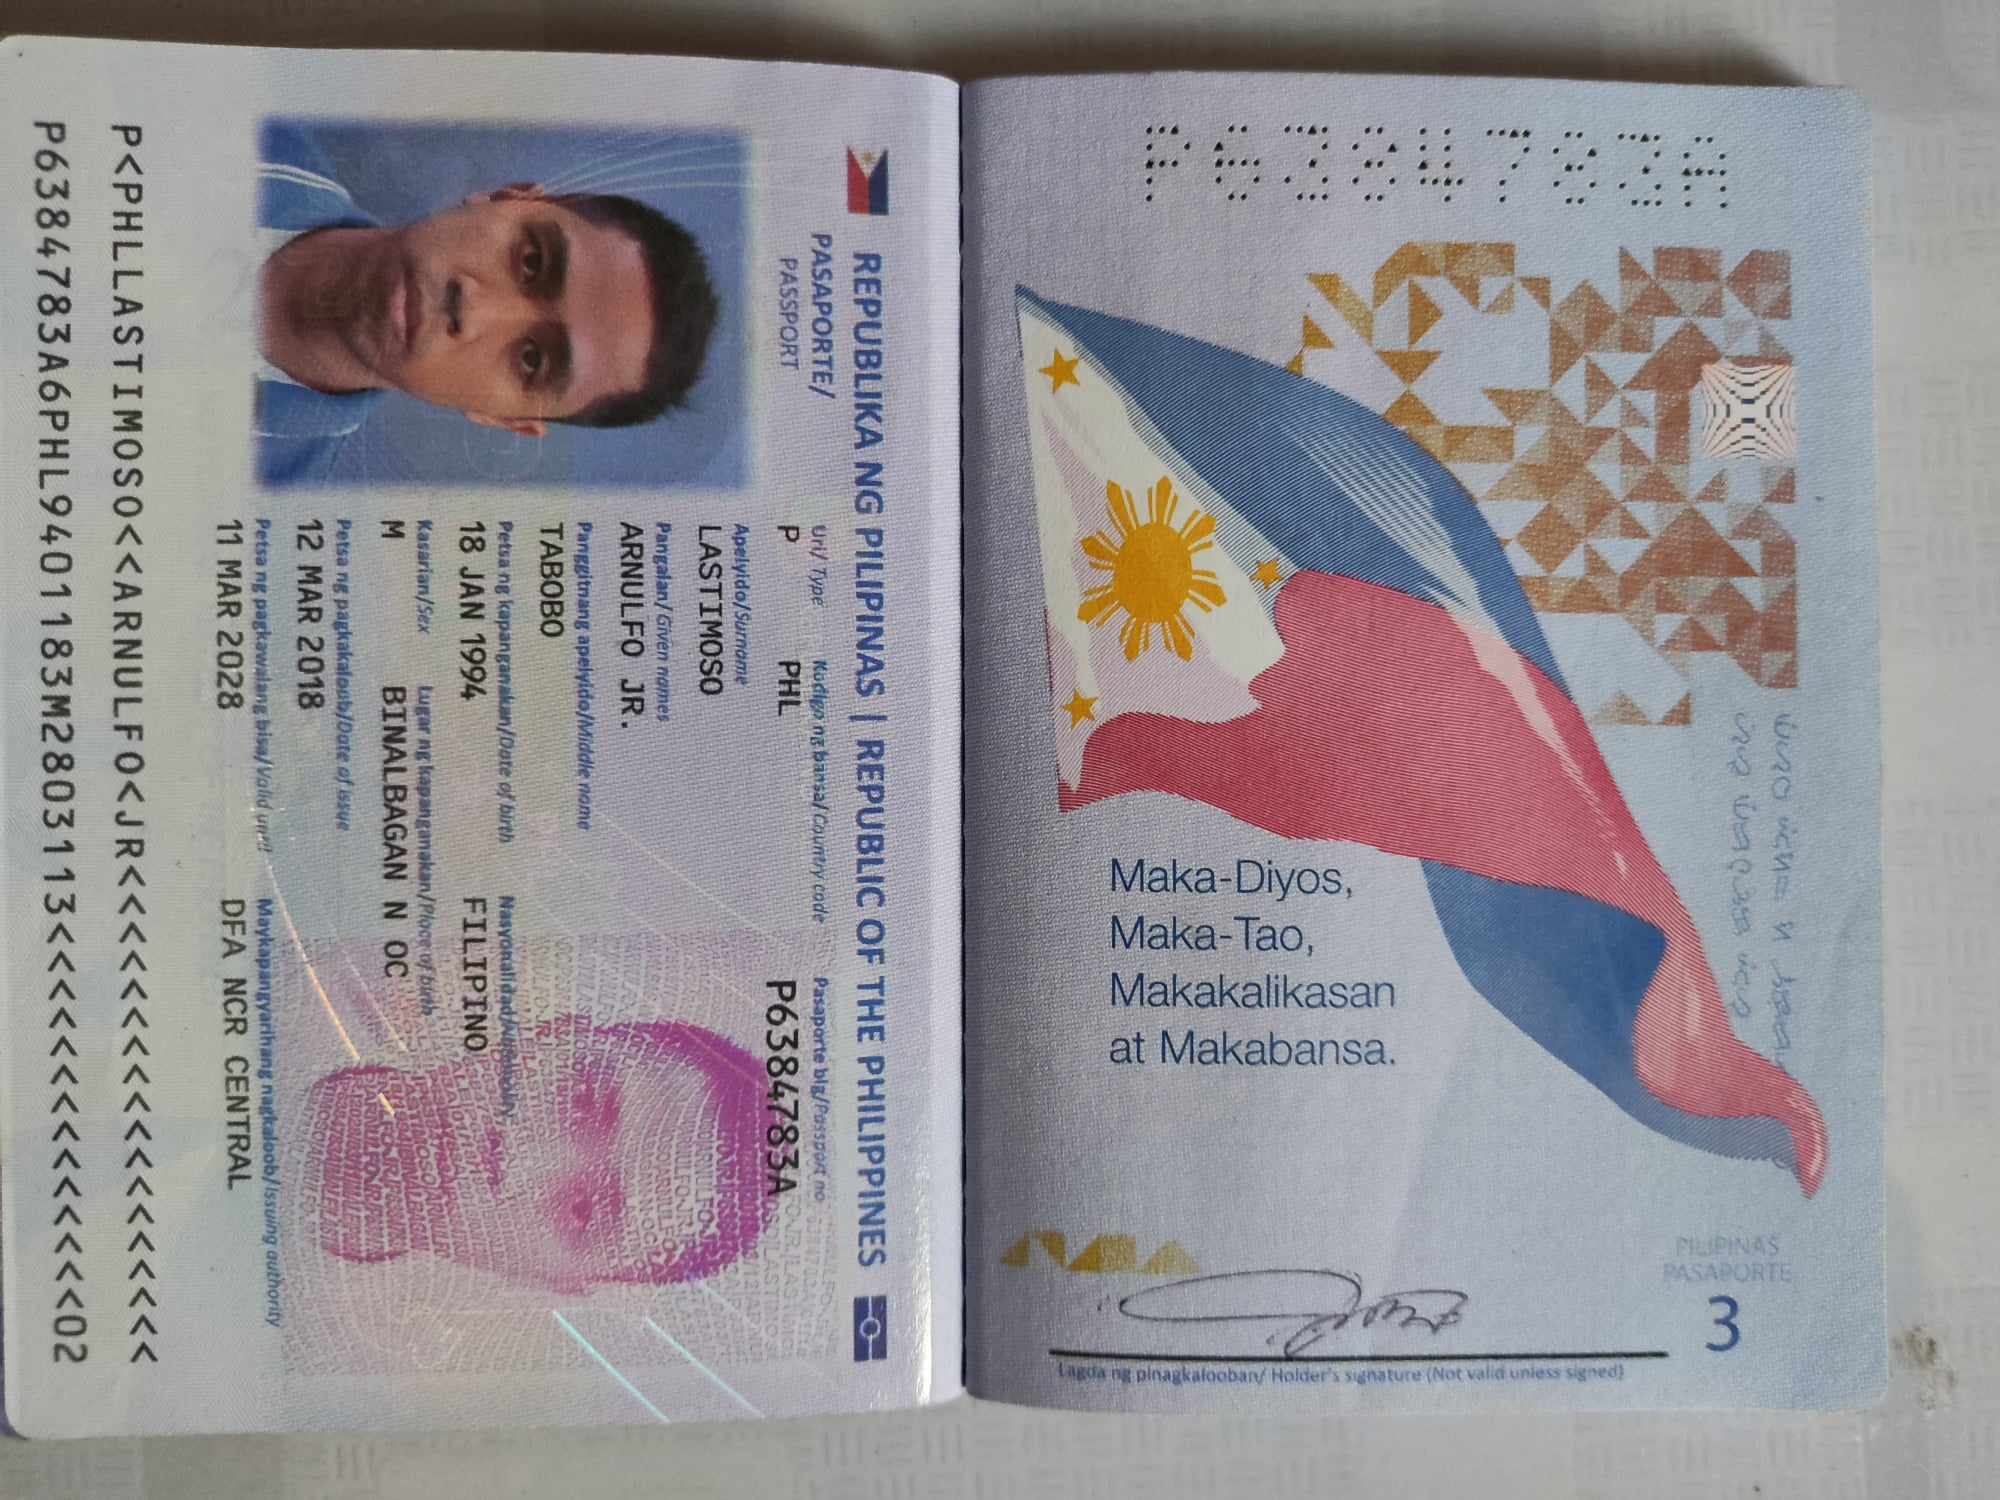 REPUBLIKA NG PILIPINAS | REPUBLIC OF THE PHILIPPINES
PASAPORTE/
PASSPORT
Uri/Type Kodigo ng bansa/Country code Pasaporte blg/Passport no
P PHL P6384783A
Apelyido/Surname
LASTIMOSO
Pangalan/Given names
ARNULFO JR.
Panggitnang apelyido/Middle name
TABOBO
Petsa ng kapanganakan/Date of birth Nasyonalidad/Nationality
18 JAN 1994 FILIPINO
Kasarian/Sex Lugar ng kapanganakan/Place of birth
M BINALBAGAN N OC
Petsa ng pagkakaloob/Date of issue
12 MAR 2018
Petsa ng pagkawalang bisa/Valid until Maykapangyarihang nagkaloob/Issuing authority
11 MAR 2028 DFA NCR CENTRAL
P<PHLLASTIMOSO<<ARNULFO<JR<<<<<<<<<<<<<<<<<<
P6384783A6PHL9401183M2803113<<<<<<<<<<<<<<02
P6384783A
Maka-Diyos,
Maka-Tao,
Makakalikasan
at Makabansa.
PILIPINAS
PASAPORTE
3
Lagda ng pinagkalooban/ Holder's signature (Not valid unless signed)